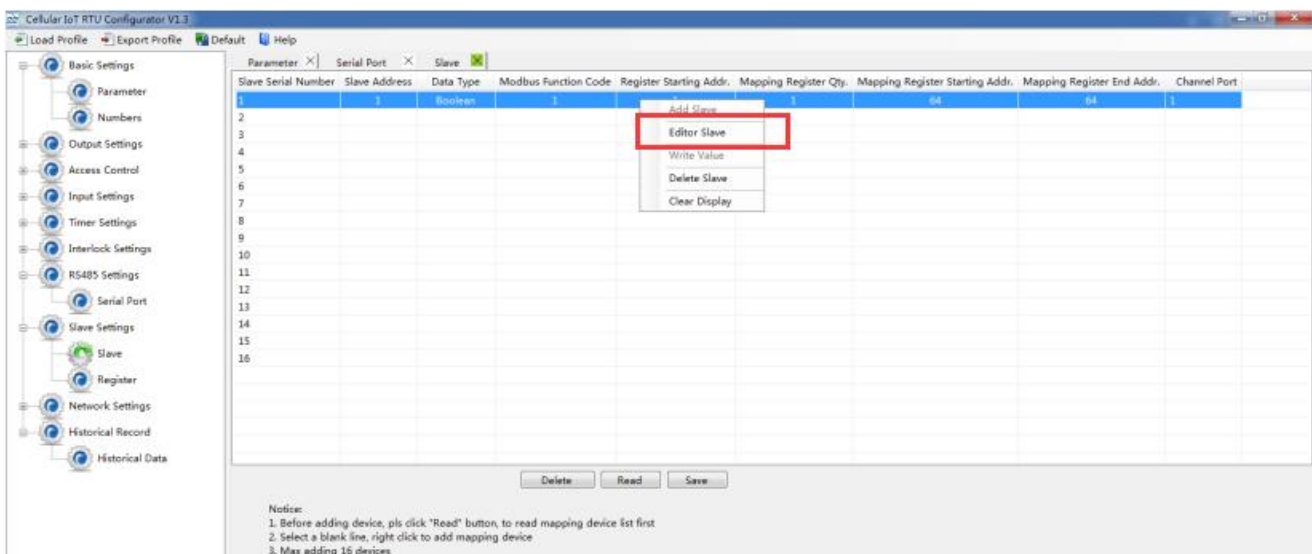 Cellular IoT RTU Configurator V1.3
Load Profile Export Profile Default Help
Basic Settings
Parameter
Numbers
Output Settings
Access Control
Input Settings
Timer Settings
Interlock Settings
RS485 Settings
Serial Port
Slave Settings
Slave
Register
Network Settings
Historical Record
Historical Data
Parameter Serial Port Slave
Slave Serial Number Slave Address Data Type Modbus Function Code Register Starting Addr. Mapping Register Qty. Mapping Register Starting Addr. Mapping Register End Addr. Channel Port
1 1 Boolean 1 1 64 64 1
2
3
4
5
6
7
8
9
10
11
12
13
14
15
16
Add Slave
Editor Slave
Write Value
Delete Slave
Clear Display
Delete Read Save
Notice:
1. Before adding device, pls click "Read" button, to read mapping device list first
2. Select a blank line, right click to add mapping device
3. Max adding 16 devices